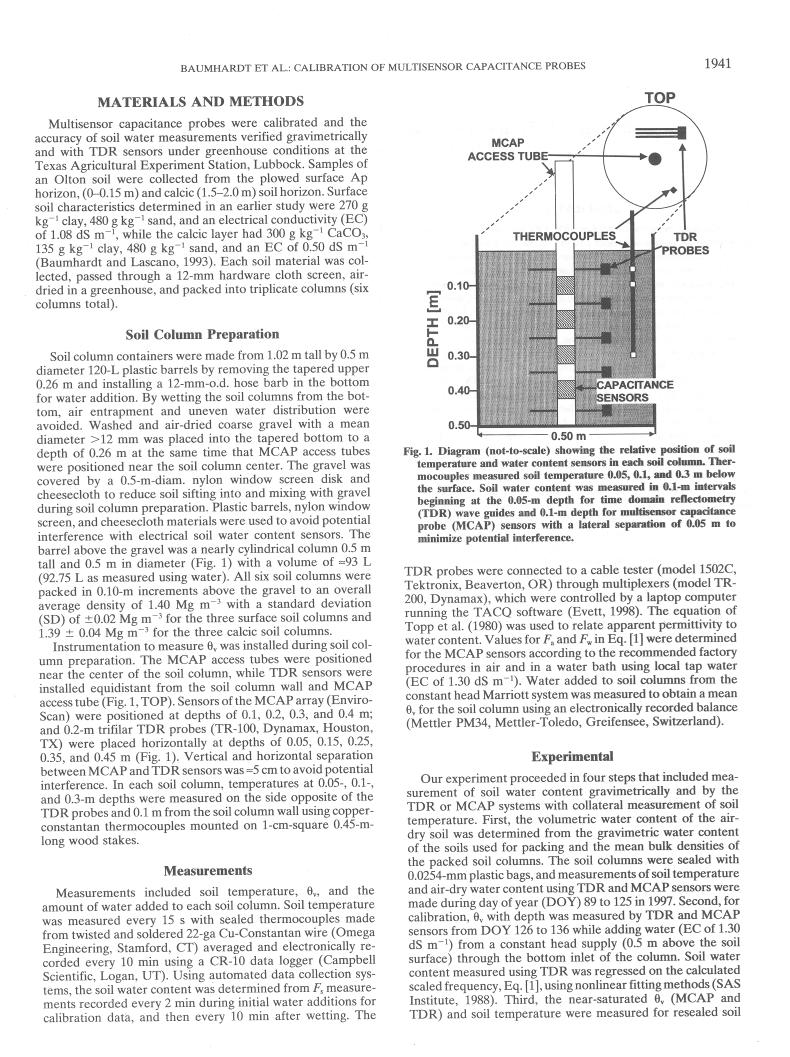 BAUMHARDT ET AL.: CALIBRATION OF MULTISENSOR CAPACITANCE PROBES
1941
MATERIALS AND METHODS
Multisensor capacitance probes were calibrated and the
accuracy of soil water measurements verified gravimetrically
and with TDR sensors under greenhouse conditions at the
Texas Agricultural Experiment Station, Lubbock. Samples of
an Olton soil were collected from the plowed surface Ap
horizon, (0–0.15 m) and calcic (1.5–2.0 m) soil horizon. Surface
soil characteristics determined in an earlier study were 270 g
kg⁻¹ clay, 480 g kg⁻¹ sand, and an electrical conductivity (EC)
of 1.08 dS m⁻¹, while the calcic layer had 300 g kg⁻¹ CaCO₃,
135 g kg⁻¹ clay, 480 g kg⁻¹ sand, and an EC of 0.50 dS m⁻¹
(Baumhardt and Lascano, 1993). Each soil material was col-
lected, passed through a 12-mm hardware cloth screen, air-
dried in a greenhouse, and packed into triplicate columns (six
columns total).
Soil Column Preparation
Soil column containers were made from 1.02 m tall by 0.5 m
diameter 120-L plastic barrels by removing the tapered upper
0.26 m and installing a 12-mm-o.d. hose barb in the bottom
for water addition. By wetting the soil columns from the bot-
tom, air entrapment and uneven water distribution were
avoided. Washed and air-dried coarse gravel with a mean
diameter >12 mm was placed into the tapered bottom to a
depth of 0.26 m at the same time that MCAP access tubes
were positioned near the soil column center. The gravel was
covered by a 0.5-m-diam. nylon window screen disk and
cheesecloth to reduce soil sifting into and mixing with gravel
during soil column preparation. Plastic barrels, nylon window
screen, and cheesecloth materials were used to avoid potential
interference with electrical soil water content sensors. The
barrel above the gravel was a nearly cylindrical column 0.5 m
tall and 0.5 m in diameter (Fig. 1) with a volume of ≈93 L
(92.75 L as measured using water). All six soil columns were
packed in 0.10-m increments above the gravel to an overall
average density of 1.40 Mg m⁻³ with a standard deviation
(SD) of ±0.02 Mg m⁻³ for the three surface soil columns and
1.39 ± 0.04 Mg m⁻³ for the three calcic soil columns.
Instrumentation to measure θᵥ was installed during soil col-
umn preparation. The MCAP access tubes were positioned
near the center of the soil column, while TDR sensors were
installed equidistant from the soil column wall and MCAP
access tube (Fig. 1, TOP). Sensors of the MCAP array (Enviro-
Scan) were positioned at depths of 0.1, 0.2, 0.3, and 0.4 m;
and 0.2-m trifilar TDR probes (TR-100, Dynamax, Houston,
TX) were placed horizontally at depths of 0.05, 0.15, 0.25,
0.35, and 0.45 m (Fig. 1). Vertical and horizontal separation
between MCAP and TDR sensors was ≈5 cm to avoid potential
interference. In each soil column, temperatures at 0.05-, 0.1-,
and 0.3-m depths were measured on the side opposite of the
TDR probes and 0.1 m from the soil column wall using copper-
constantan thermocouples mounted on 1-cm-square 0.45-m-
long wood stakes.
Measurements
Measurements included soil temperature, θᵥ, and the
amount of water added to each soil column. Soil temperature
was measured every 15 s with sealed thermocouples made
from twisted and soldered 22-ga Cu-Constantan wire (Omega
Engineering, Stamford, CT) averaged and electronically re-
corded every 10 min using a CR-10 data logger (Campbell
Scientific, Logan, UT). Using automated data collection sys-
tems, the soil water content was determined from Fₛ measure-
ments recorded every 2 min during initial water additions for
calibration data, and then every 10 min after wetting. The
TOP
MCAP
ACCESS TUBE
THERMOCOUPLES
TDR
PROBES
DEPTH [m]
0.10
0.20
0.30
0.40
0.50
CAPACITANCE
SENSORS
0.50 m
Fig. 1. Diagram (not-to-scale) showing the relative position of soil
temperature and water content sensors in each soil column. Ther-
mocouples measured soil temperature 0.05, 0.1, and 0.3 m below
the surface. Soil water content was measured in 0.1-m intervals
beginning at the 0.05-m depth for time domain reflectometry
(TDR) wave guides and 0.1-m depth for multisensor capacitance
probe (MCAP) sensors with a lateral separation of 0.05 m to
minimize potential interference.
TDR probes were connected to a cable tester (model 1502C,
Tektronix, Beaverton, OR) through multiplexers (model TR-
200, Dynamax), which were controlled by a laptop computer
running the TACQ software (Evett, 1998). The equation of
Topp et al. (1980) was used to relate apparent permittivity to
water content. Values for Fₐ and F_w in Eq. [1] were determined
for the MCAP sensors according to the recommended factory
procedures in air and in a water bath using local tap water
(EC of 1.30 dS m⁻¹). Water added to soil columns from the
constant head Marriott system was measured to obtain a mean
θᵥ for the soil column using an electronically recorded balance
(Mettler PM34, Mettler-Toledo, Greifensee, Switzerland).
Experimental
Our experiment proceeded in four steps that included mea-
surement of soil water content gravimetrically and by the
TDR or MCAP systems with collateral measurement of soil
temperature. First, the volumetric water content of the air-
dry soil was determined from the gravimetric water content
of the soils used for packing and the mean bulk densities of
the packed soil columns. The soil columns were sealed with
0.0254-mm plastic bags, and measurements of soil temperature
and air-dry water content using TDR and MCAP sensors were
made during day of year (DOY) 89 to 125 in 1997. Second, for
calibration, θᵥ with depth was measured by TDR and MCAP
sensors from DOY 126 to 136 while adding water (EC of 1.30
dS m⁻¹) from a constant head supply (0.5 m above the soil
surface) through the bottom inlet of the column. Soil water
content measured using TDR was regressed on the calculated
scaled frequency, Eq. [1], using nonlinear fitting methods (SAS
Institute, 1988). Third, the near-saturated θᵥ (MCAP and
TDR) and soil temperature were measured for resealed soil